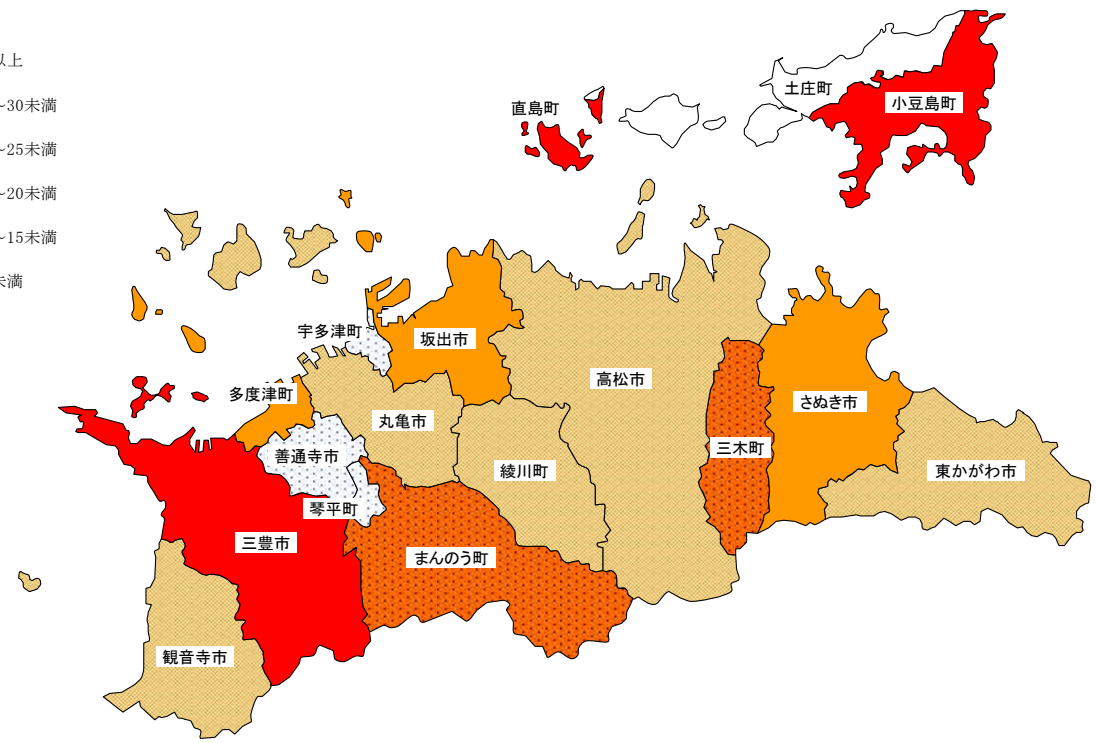 以上
~30未満
~25未満
~20未満
~15未満
未満
土庄町
小豆島町
直島町
宇多津町
坂出市
高松市
多度津町
丸亀市
さぬき市
善通寺市
綾川町
三木町
東かがわ市
琴平町
三豊市
まんのう町
観音寺市